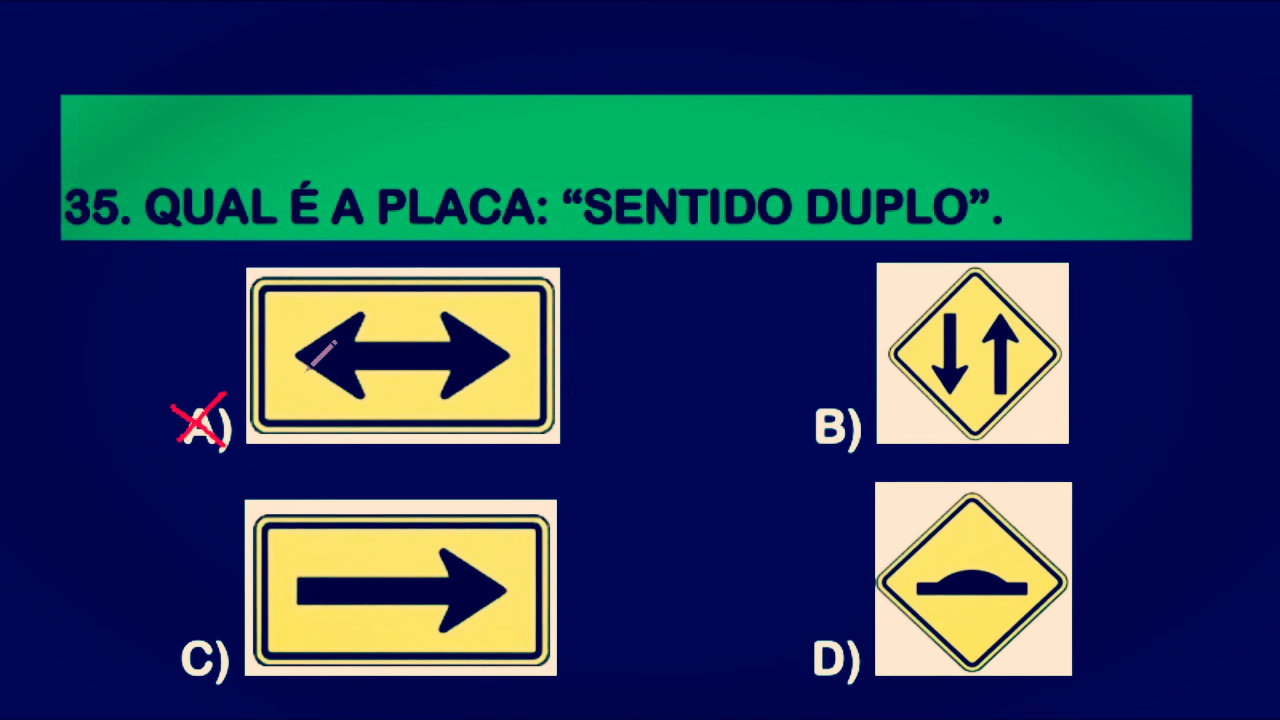 35. QUAL É A PLACA: “SENTIDO DUPLO”.
A)
B)
C)
D)